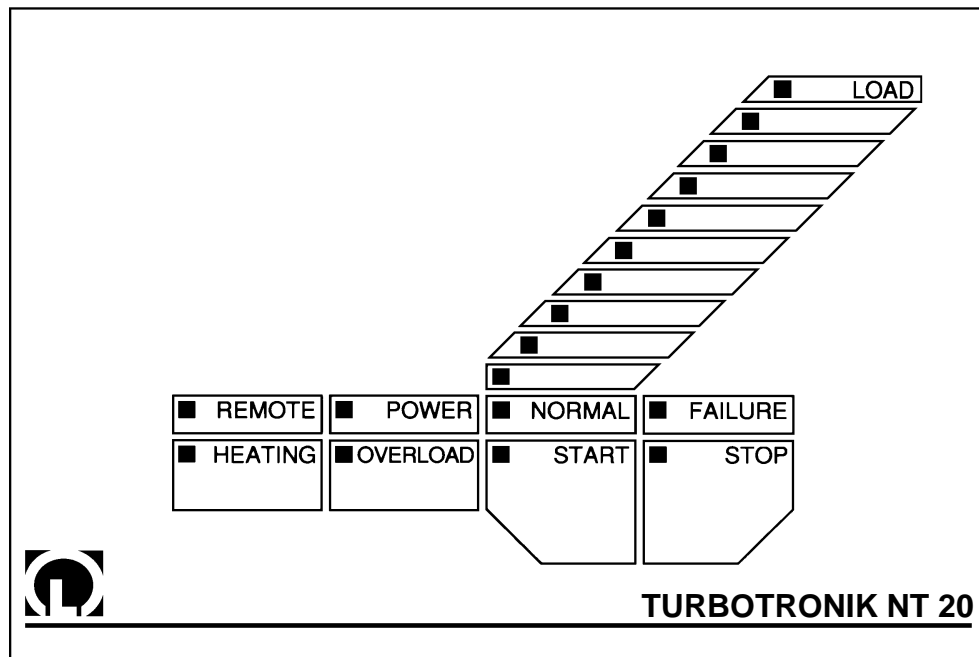 LOAD
REMOTE POWER NORMAL FAILURE
HEATING OVERLOAD START STOP
L
TURBOTRONIK NT 20